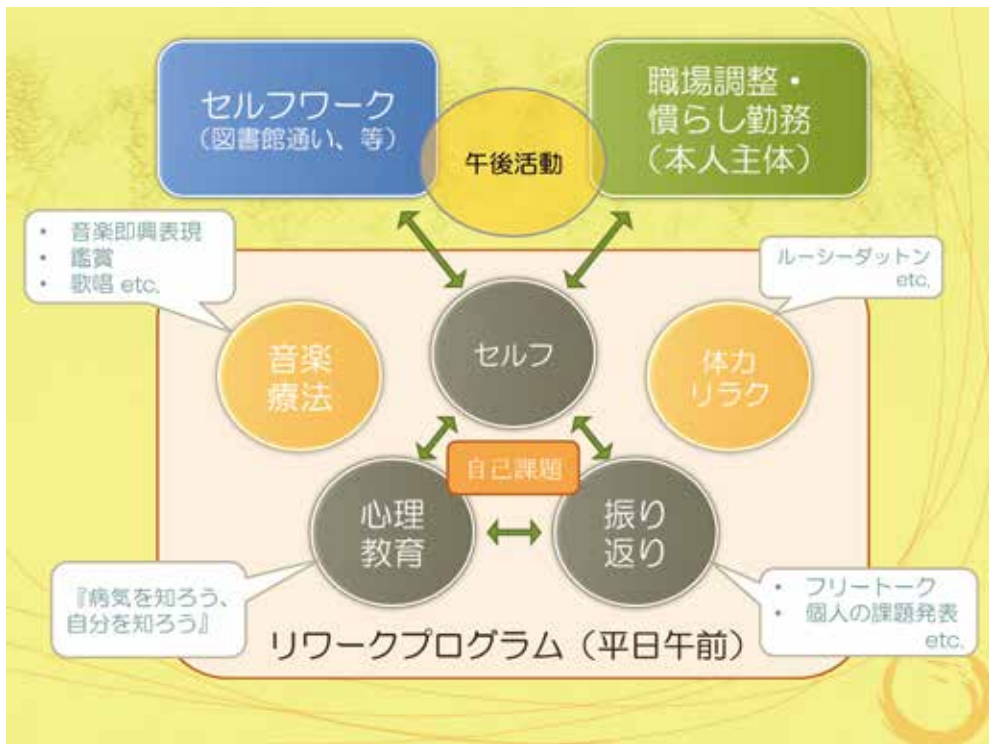 セルフワーク
（図書館通い、等）
職場調整・
慣らし勤務
（本人主体）
午後活動
• 音楽即興表現
• 鑑賞
• 歌唱 etc.
ルーシーダットン
etc.
音楽
療法
セルフ
体力
リラク
自己課題
心理
教育
振り
返り
『病気を知ろう、
自分を知ろう』
• フリートーク
• 個人の課題発表
etc.
リワークプログラム（平日午前）